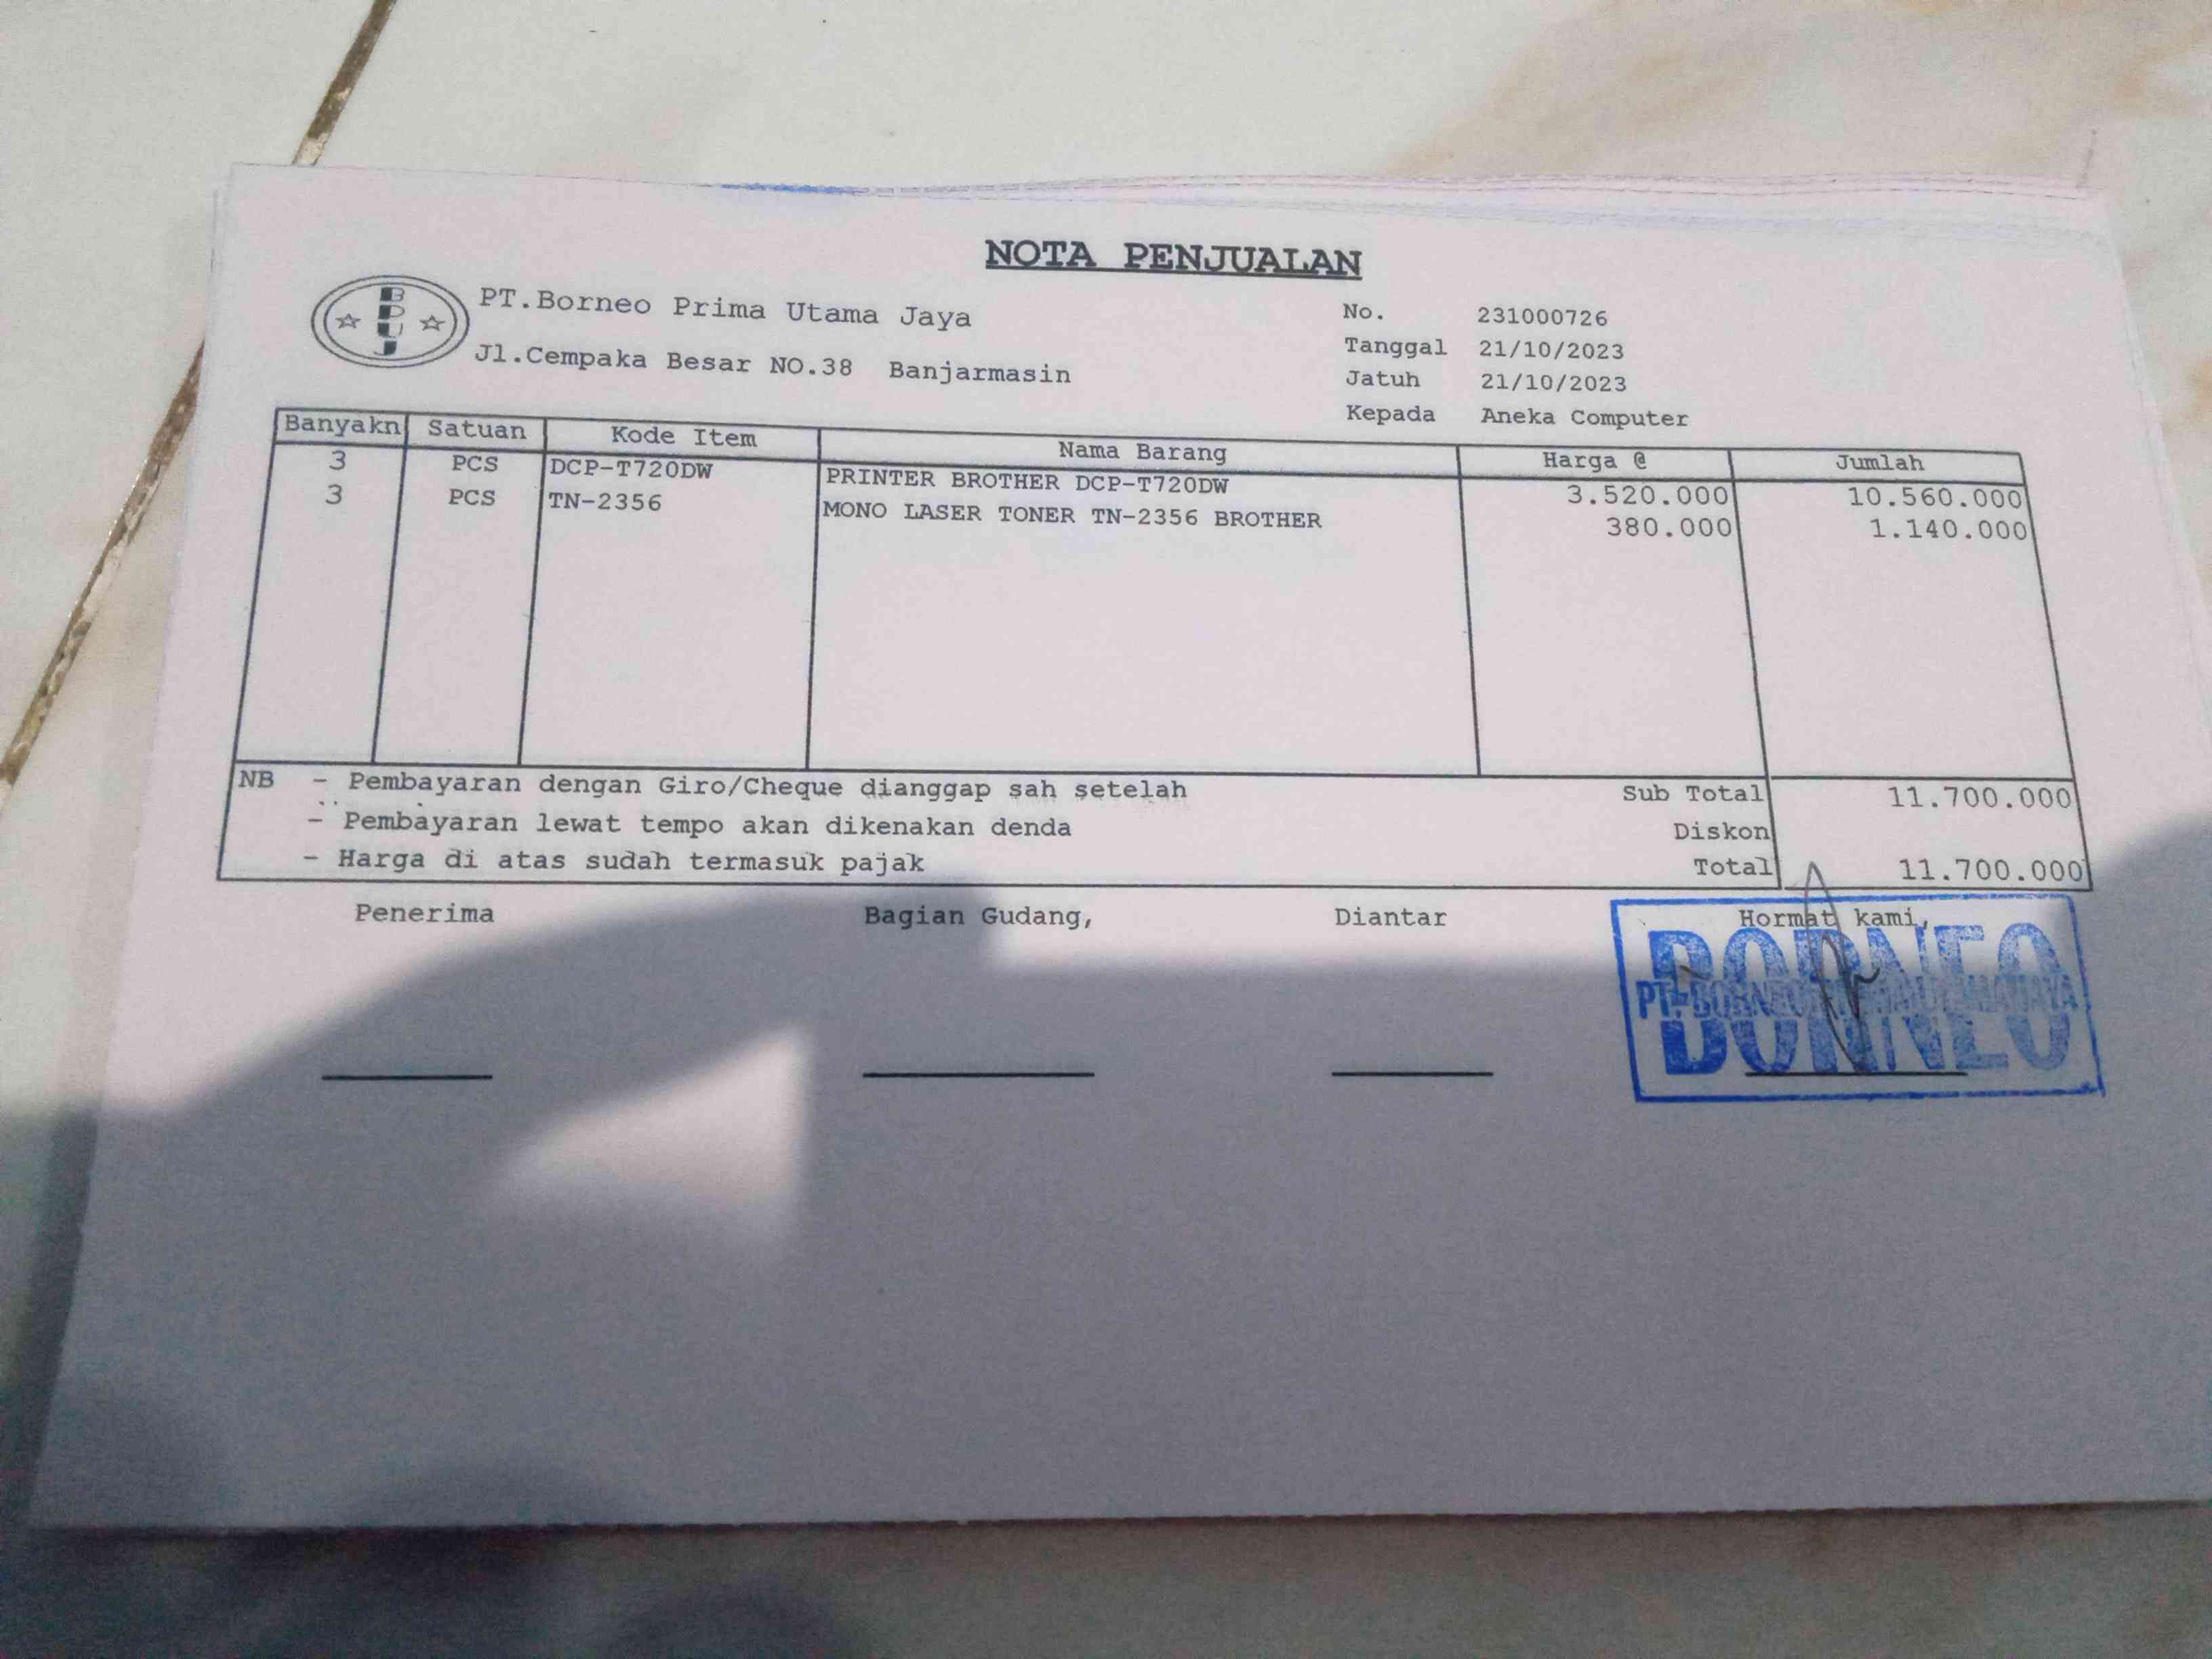 NOTA PENJUALAN
B
P
U
J
PT.Borneo Prima Utama Jaya
Jl.Cempaka Besar NO.38 Banjarmasin
No. 231000726
Tanggal 21/10/2023
Jatuh 21/10/2023
Kepada Aneka Computer
Banyakn Satuan Kode Item Nama Barang Harga @ Jumlah
3 PCS DCP-T720DW PRINTER BROTHER DCP-T720DW 3.520.000 10.560.000
3 PCS TN-2356 MONO LASER TONER TN-2356 BROTHER 380.000 1.140.000
NB - Pembayaran dengan Giro/Cheque dianggap sah setelah Sub Total 11.700.000
- Pembayaran lewat tempo akan dikenakan denda Diskon
- Harga di atas sudah termasuk pajak Total 11.700.000
Penerima Bagian Gudang, Diantar Hormat kami,
BORNEO
PT. BORNEO